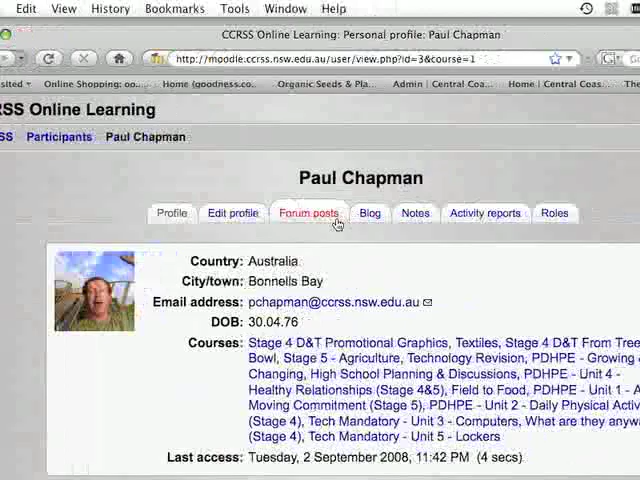 Edit View History Bookmarks Tools Window Help
CCRSS Online Learning: Personal profile: Paul Chapman
http://moodle.ccrss.nsw.edu.au/user/view.php?id=3&course=1
sited Online Shopping: oo... Home (goodness.co... Organic Seeds & Pla... Admin | Central Coa... Home | Central Coas... The
RSS Online Learning
SS Participants Paul Chapman
Paul Chapman
Profile Edit profile Forum posts Blog Notes Activity reports Roles
Country: Australia
City/town: Bonnells Bay
Email address: pchapman@ccrss.nsw.edu.au
DOB: 30.04.76
Courses: Stage 4 D&T Promotional Graphics, Textiles, Stage 4 D&T From Tree
Bowl, Stage 5 - Agriculture, Technology Revision, PDHPE - Growing &
Changing, High School Planning & Discussions, PDHPE - Unit 4 -
Healthy Relationships (Stage 4&5), Field to Food, PDHPE - Unit 1 - A
Moving Commitment (Stage 5), PDHPE - Unit 2 - Daily Physical Activ
(Stage 4), Tech Mandatory - Unit 3 - Computers, What are they anyw
(Stage 4), Tech Mandatory - Unit 5 - Lockers
Last access: Tuesday, 2 September 2008, 11:42 PM (4 secs)